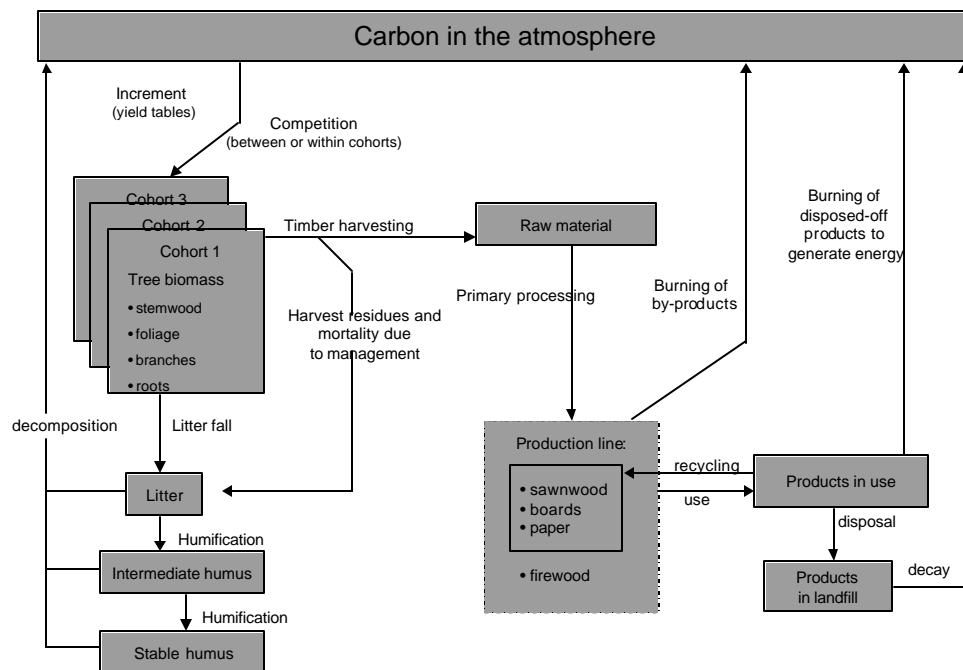 Carbon in the atmosphere
Increment
(yield tables)
Competition
(between or within cohorts)
Cohort 3
Cohort 2
Cohort 1
Tree biomass
• stemwood
• foliage
• branches
• roots
Timber harvesting
Raw material
Harvest residues and
mortality due
to management
Primary processing
Burning of
by-products
Burning of
disposed-off
products to
generate energy
decomposition
Litter fall
Litter
Humification
Intermediate humus
Humification
Stable humus
Production line:
• sawnwood
• boards
• paper
• firewood
recycling
use
Products in use
disposal
Products
in landfill
decay